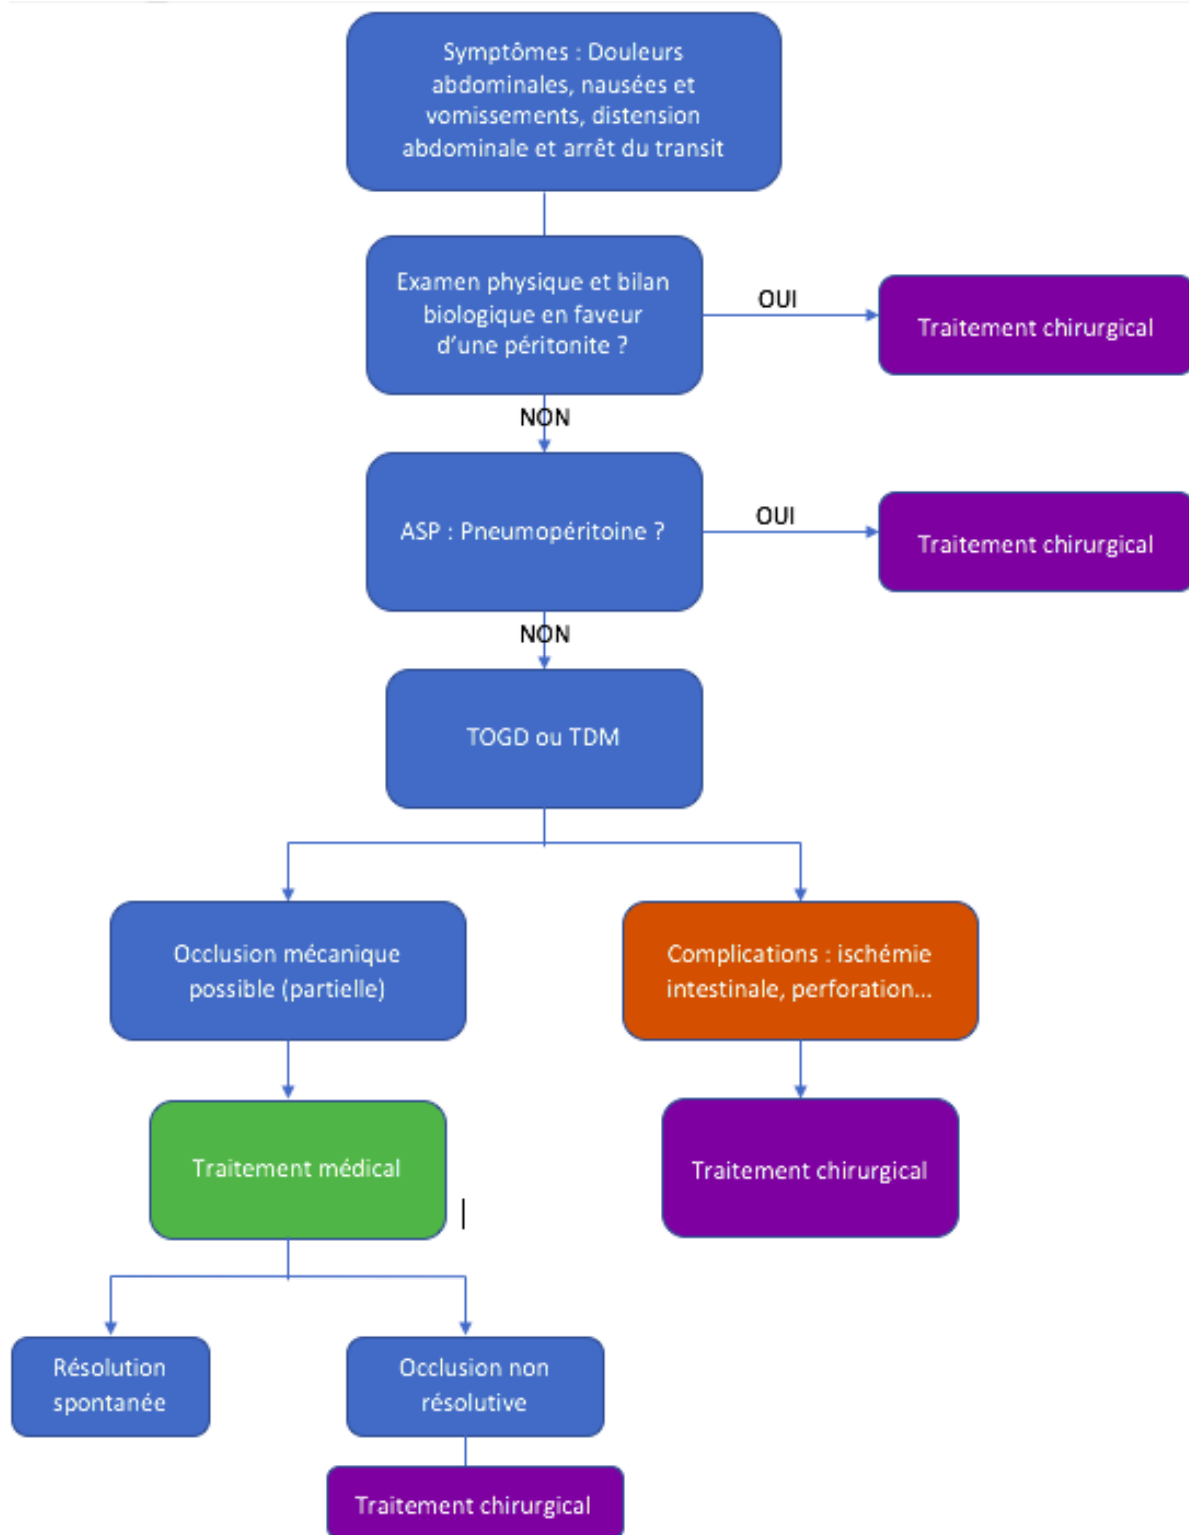 Symptômes : Douleurs
abdominales, nausées et
vomissements, distension
abdominale et arrêt du transit
Examen physique et bilan
biologique en faveur
d’une péritonite ?
OUI
Traitement chirurgical
NON
ASP : Pneumopéritoine ?
OUI
Traitement chirurgical
NON
TOGD ou TDM
Occlusion mécanique
possible (partielle)
Complications : ischémie
intestinale, perforation...
Traitement médical
Traitement chirurgical
Résolution
spontanée
Occlusion non
résolutive
Traitement chirurgical